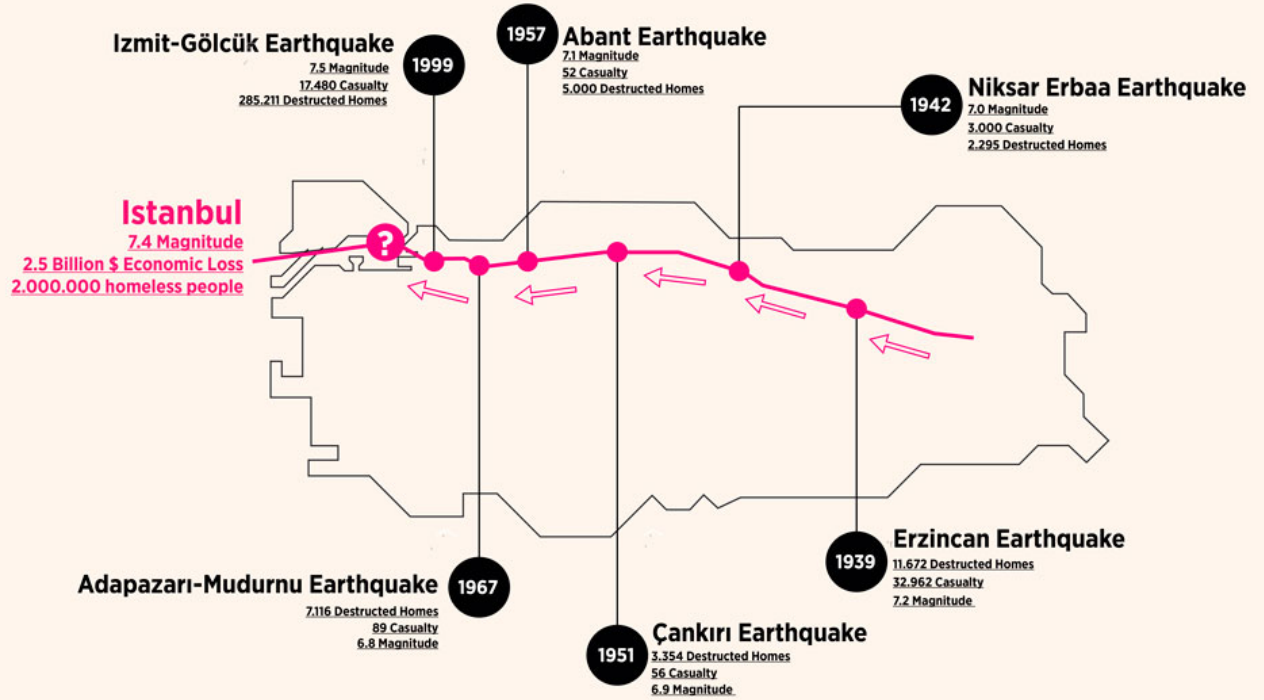 1957
Abant Earthquake
7.1 Magnitude
52 Casualty
5.000 Destructed Homes
Izmit-Gölcük Earthquake
1999
7.5 Magnitude
17.480 Casualty
285.211 Destructed Homes
1942
Niksar Erbaa Earthquake
7.0 Magnitude
3.000 Casualty
2.295 Destructed Homes
Istanbul
7.4 Magnitude
2.5 Billion $ Economic Loss
2.000.000 homeless people
?
1939
Erzincan Earthquake
11.672 Destructed Homes
32.962 Casualty
7.2 Magnitude
Adapazarı-Mudurnu Earthquake
1967
7.116 Destructed Homes
89 Casualty
6.8 Magnitude
1951
Çankırı Earthquake
3.354 Destructed Homes
56 Casualty
6.9 Magnitude